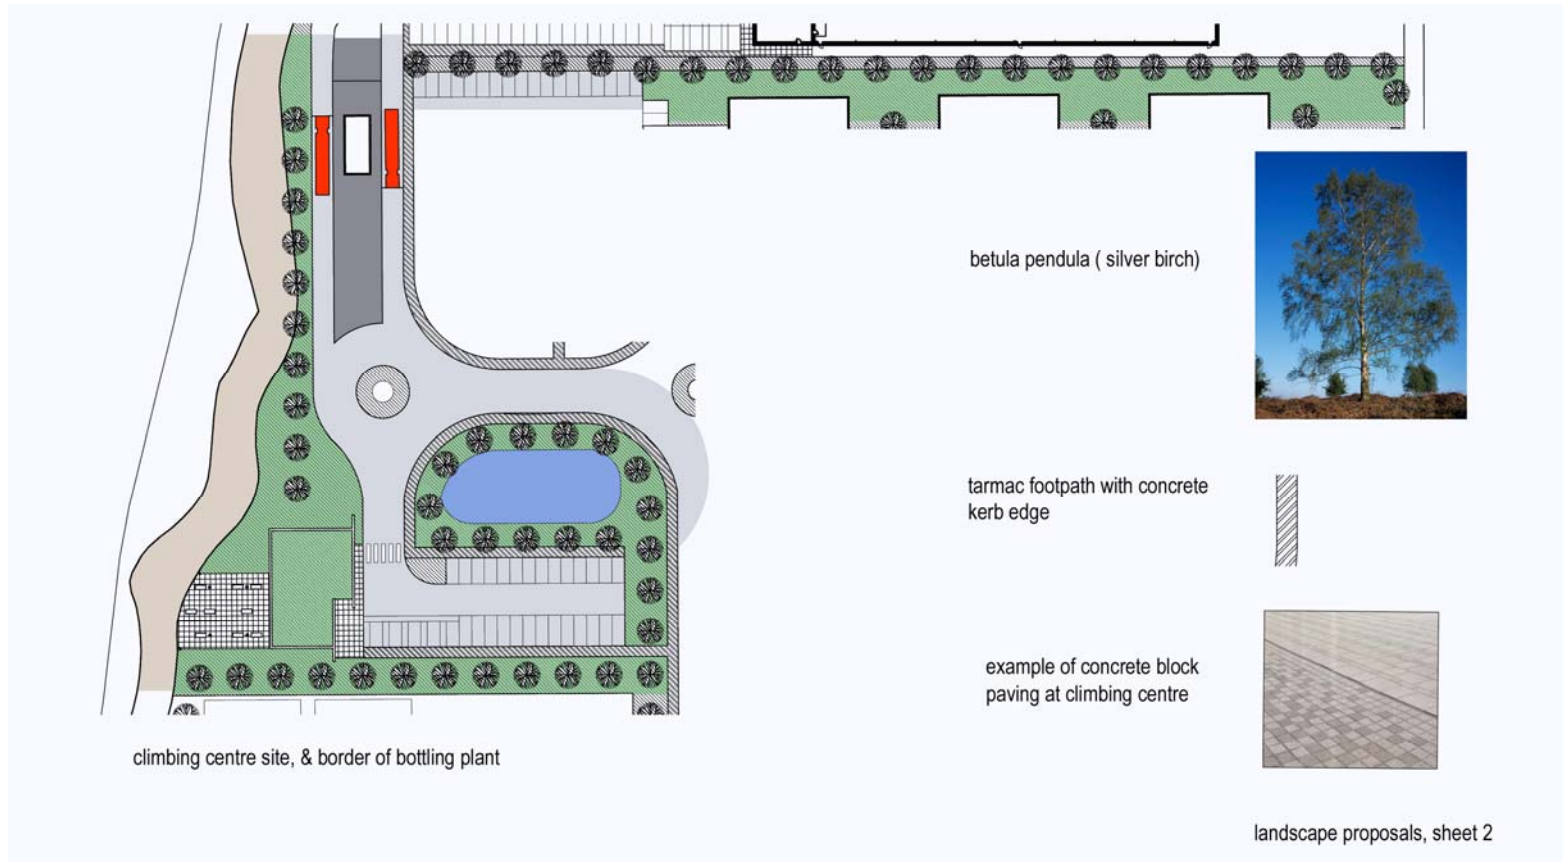 betula pendula ( silver birch)
tarmac footpath with concrete
kerb edge
example of concrete block
paving at climbing centre
climbing centre site, & border of bottling plant
landscape proposals, sheet 2